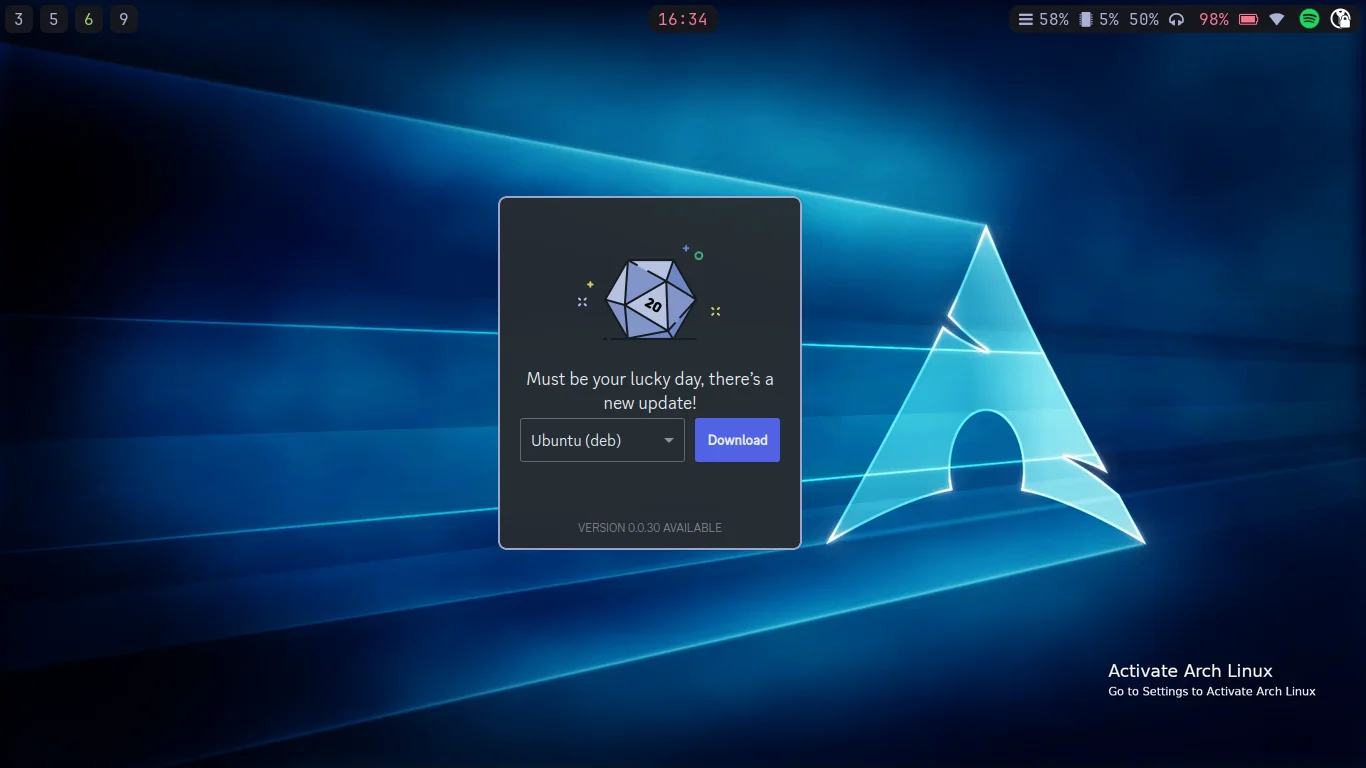 3 5 6 9 16:34 58% 5% 50% 98%
20
Must be your lucky day, there's a
new update!
Ubuntu (deb) Download
VERSION 0.0.30 AVAILABLE
Activate Arch Linux
Go to Settings to Activate Arch Linux